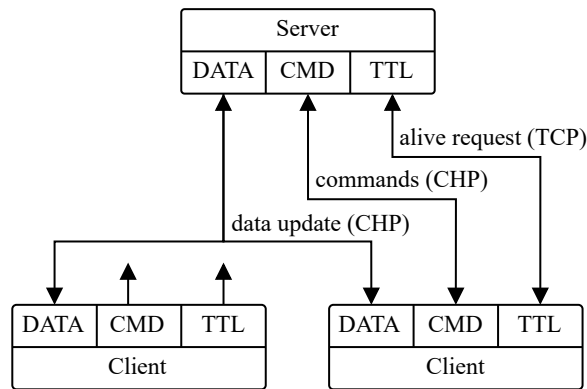 Server
DATA CMD TTL
alive request (TCP)
commands (CHP)
data update (CHP)
DATA CMD TTL
Client
DATA CMD TTL
Client